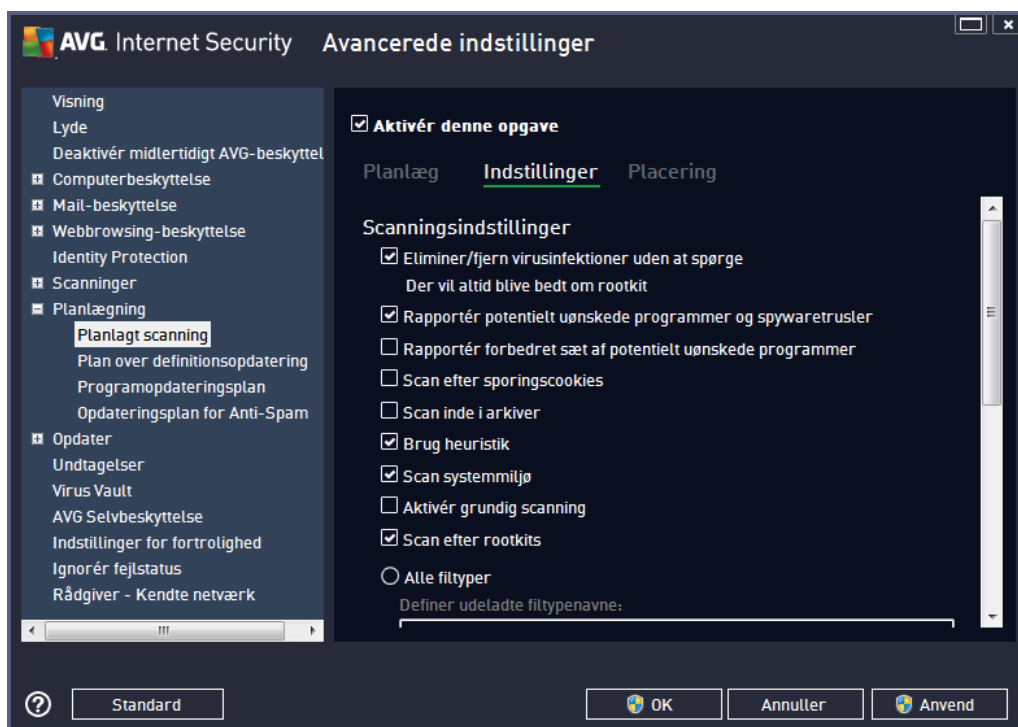 AVG. Internet Security Avancerede indstillinger
Visning
Lyde
Deaktivér midlertidigt AVG-beskyttel
Computerbeskyttelse
Mail-beskyttelse
Webbrowsing-beskyttelse
Identity Protection
Scanninger
Planlægning
Planlagt scanning
Plan over definitionsopdatering
Programopdateringsplan
Opdateringsplan for Anti-Spam
Opdater
Undtagelser
Virus Vault
AVG Selvbeskyttelse
Indstillinger for fortrolighed
Ignorér fejlstatus
Rådgiver - Kendte netværk
Aktivér denne opgave
Planlæg Indstillinger Placering
Scanningsindstillinger
Eliminer/fjern virusinfektioner uden at spørge
Der vil altid blive bedt om rootkit
Rapportér potentielt uønskede programmer og spywaretrusler
Rapportér forbedret sæt af potentielt uønskede programmer
Scan efter sporingscookies
Scan inde i arkiver
Brug heuristik
Scan systemmiljø
Aktivér grundig scanning
Scan efter rootkits
Alle filtyper
Definer udeladte filtypenavne:
Standard OK Annuller Anvend